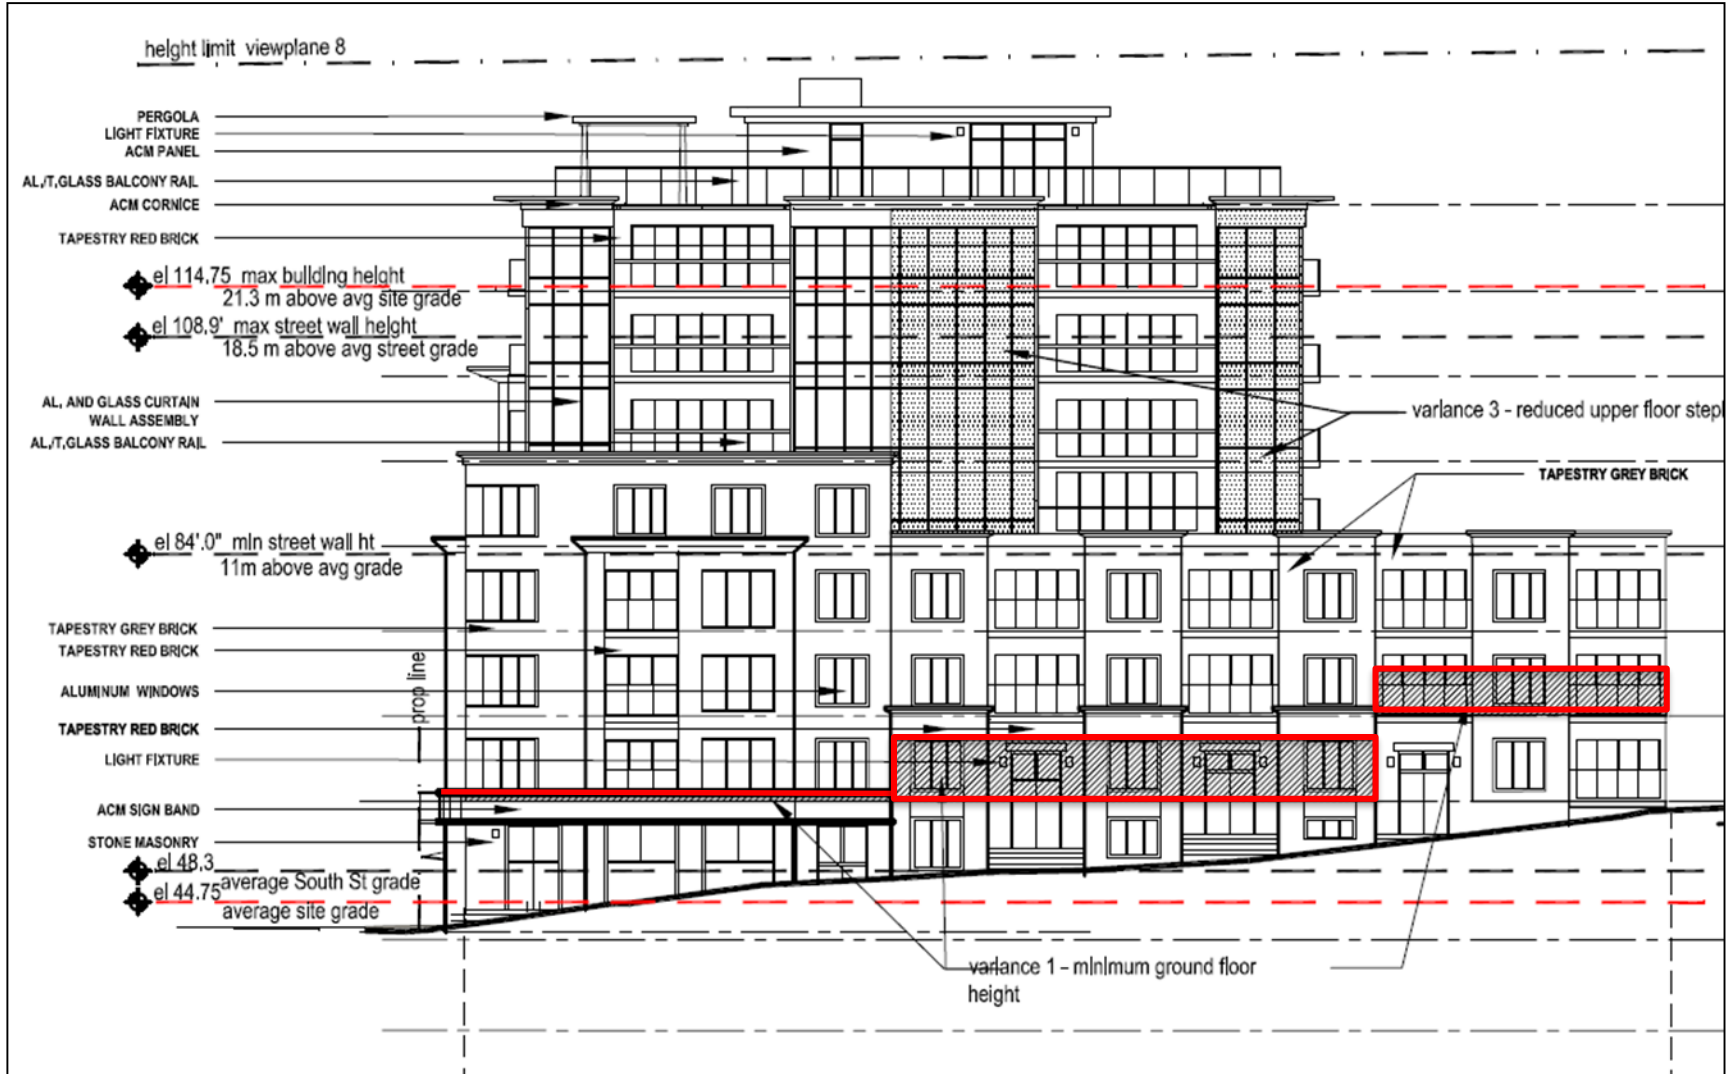 height limit viewplane 8
PERGOLA
LIGHT FIXTURE
ACM PANEL
AL./T.GLASS BALCONY RAIL
ACM CORNICE
TAPESTRY RED BRICK
el 114.75 max building height
21.3 m above avg site grade
el 108.9' max street wall height
18.5 m above avg street grade
AL. AND GLASS CURTAIN
WALL ASSEMBLY
variance 3 - reduced upper floor step
AL./T.GLASS BALCONY RAIL
TAPESTRY GREY BRICK
el 84'.0" min street wall ht
11m above avg grade
TAPESTRY GREY BRICK
TAPESTRY RED BRICK
prop line
ALUMINUM WINDOWS
TAPESTRY RED BRICK
LIGHT FIXTURE
ACM SIGN BAND
STONE MASONRY
el 48.3
average South St grade
el 44.75
average site grade
variance 1 - minimum ground floor
height